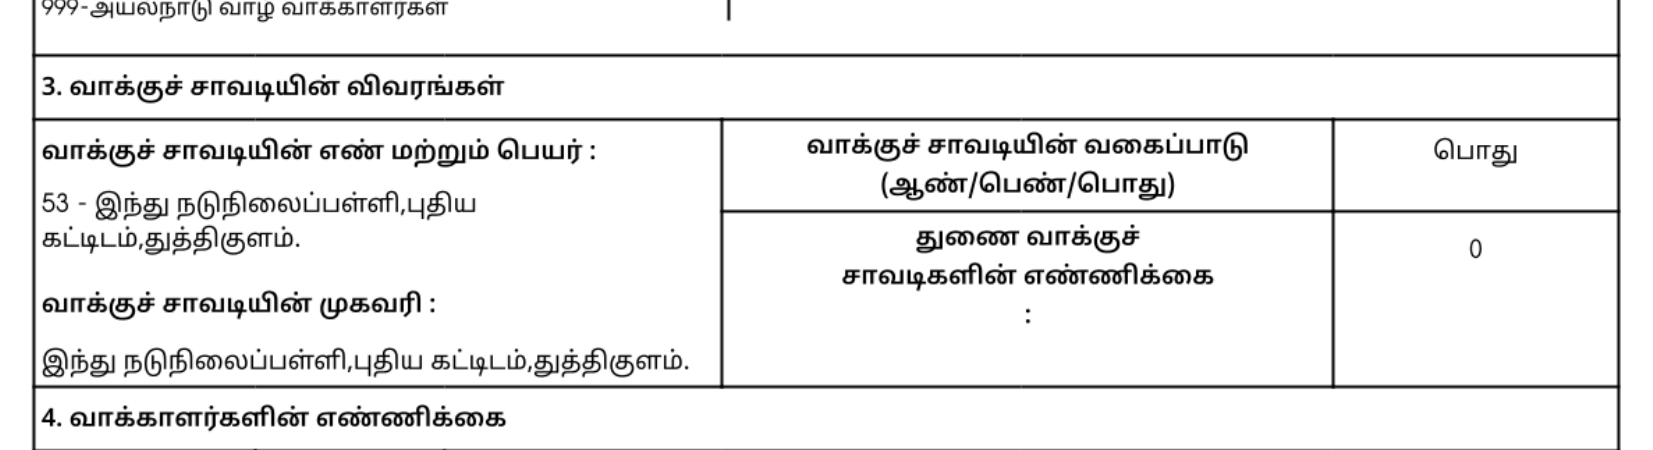 999-அயல்நாடு வாழ் வாக்காளர்கள்
3. வாக்குச் சாவடியின் விவரங்கள்
வாக்குச் சாவடியின் எண் மற்றும் பெயர் :
53 - இந்து நடுநிலைப்பள்ளி,புதிய
கட்டிடம்,துத்திகுளம்.
வாக்குச் சாவடியின் முகவரி :
இந்து நடுநிலைப்பள்ளி,புதிய கட்டிடம்,துத்திகுளம்.
வாக்குச் சாவடியின் வகைப்பாடு
(ஆண்/பெண்/பொது)
பொது
துணை வாக்குச்
சாவடிகளின் எண்ணிக்கை
:
0
4. வாக்காளர்களின் எண்ணிக்கை